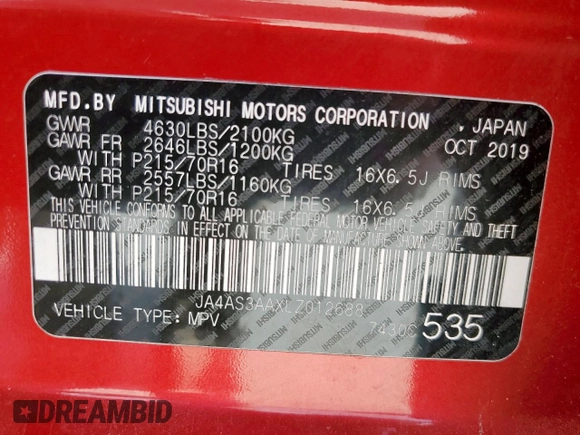 MFD.BY MITSUBISHI MOTORS CORPORATION , JAPAN
GVWR 4630LBS/2100KG OCT 2019
GAWR FR 2646LBS/1200KG
WITH P215/70R16 TIRES 16X6.5J RIMS
GAWR RR 2557LBS/1160KG
WITH P215/70R16 TIRES 16X6.5J RIMS
THIS VEHICLE CONFORMS TO ALL APPLICABLE FEDERAL MOTOR VEHICLE SAFETY AND THEFT
PREVENTION STANDARDS IN EFFECT ON THE DATE OF MANUFACTURE SHOWN ABOVE.
JA4AS3AAXLZ012688
VEHICLE TYPE: MPV 535
DREAMBID